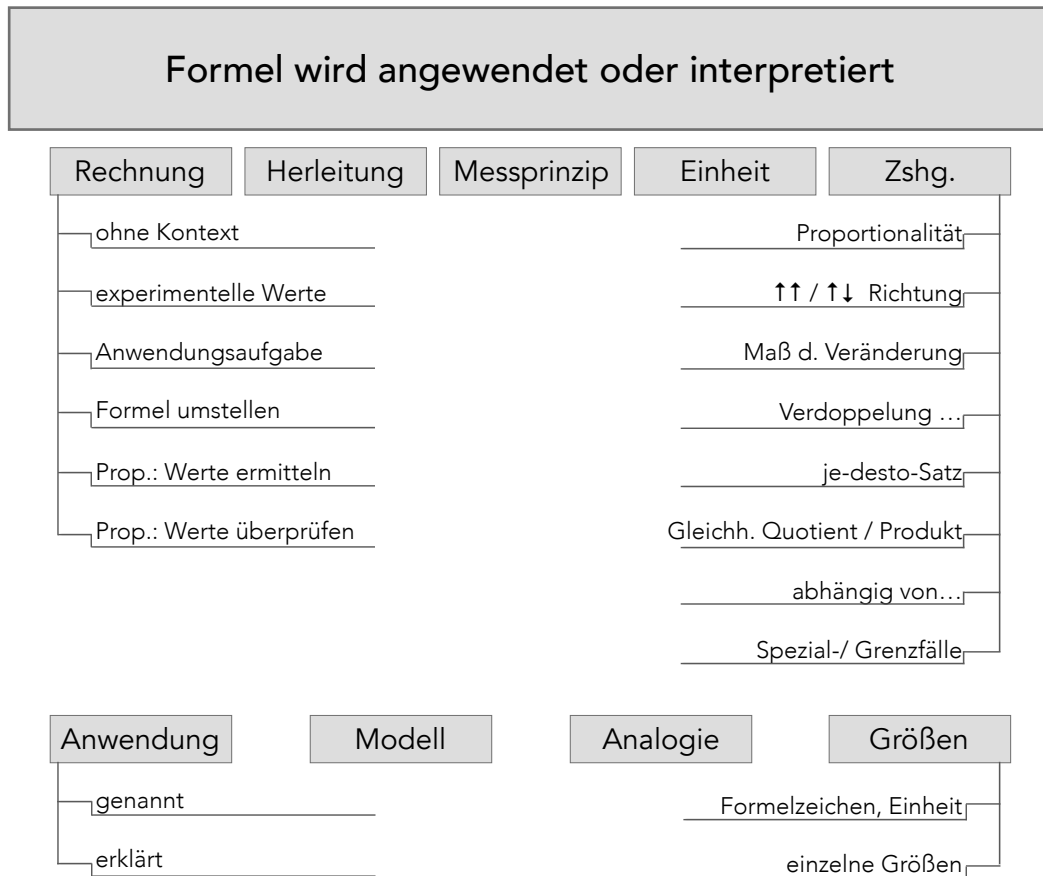 Formel wird angewendet oder interpretiert
Rechnung Herleitung Messprinzip Einheit Zshg.
ohne Kontext Proportionalität
experimentelle Werte ↑↑ / ↑↓ Richtung
Anwendungsaufgabe Maß d. Veränderung
Formel umstellen Verdoppelung …
Prop.: Werte ermitteln je-desto-Satz
Prop.: Werte überprüfen Gleichh. Quotient / Produkt
abhängig von…
Spezial-/ Grenzfälle
Anwendung Modell Analogie Größen
genannt Formelzeichen, Einheit
erklärt einzelne Größen